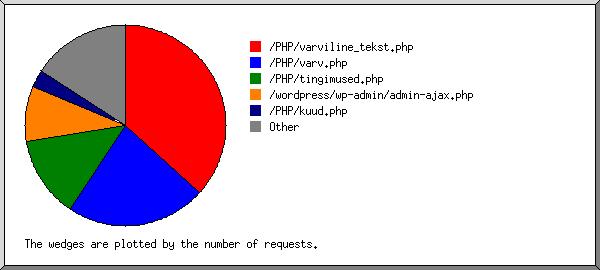 /PHP/varviline_tekst.php
/PHP/varv.php
/PHP/tingimused.php
/wordpress/wp-admin/admin-ajax.php
/PHP/kuud.php
Other
The wedges are plotted by the number of requests.